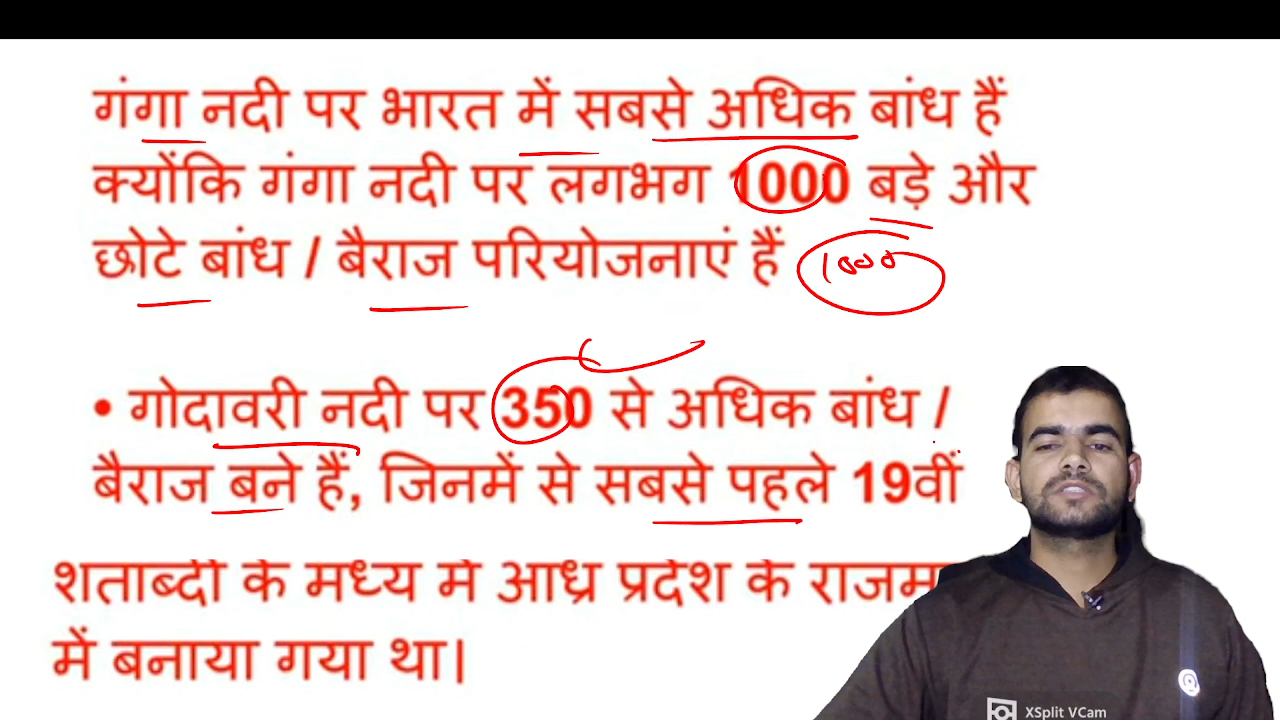 गंगा नदी पर भारत में सबसे अधिक बांध हैं
क्योंकि गंगा नदी पर लगभग 1000 बड़े और
छोटे बांध / बैराज परियोजनाएं हैं
1000
• गोदावरी नदी पर 350 से अधिक बांध /
बैराज बने हैं, जिनमें से सबसे पहले 19वीं
शताब्दी के मध्य में आंध्र प्रदेश के
में बनाया गया था।
XSplit VCam